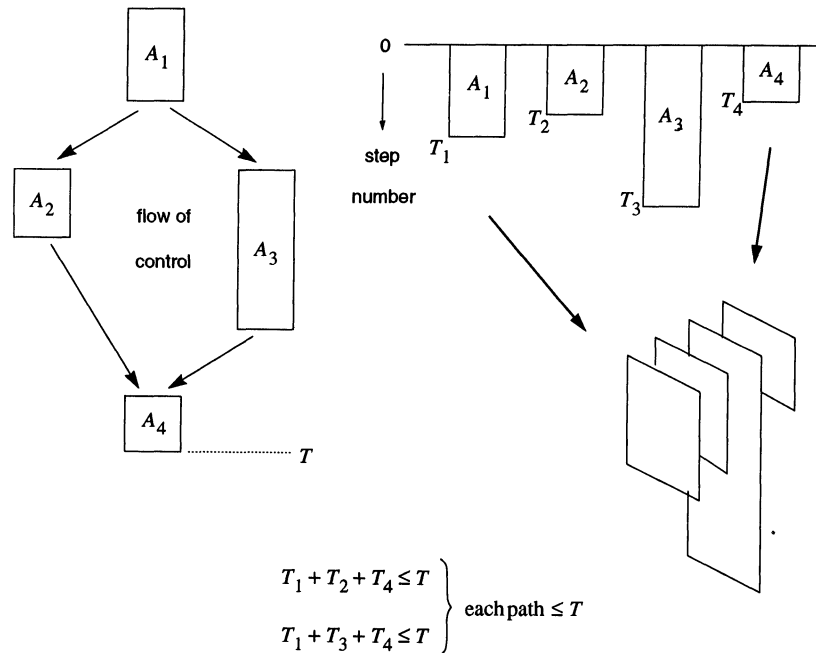 A₁
A₂
flow of
control
A₃
A₄
T
0
step
number
A₁
T₁
A₂
T₂
A₃
T₃
A₄
T₄
T₁ + T₂ + T₄ ≤ T
T₁ + T₃ + T₄ ≤ T
each path ≤ T